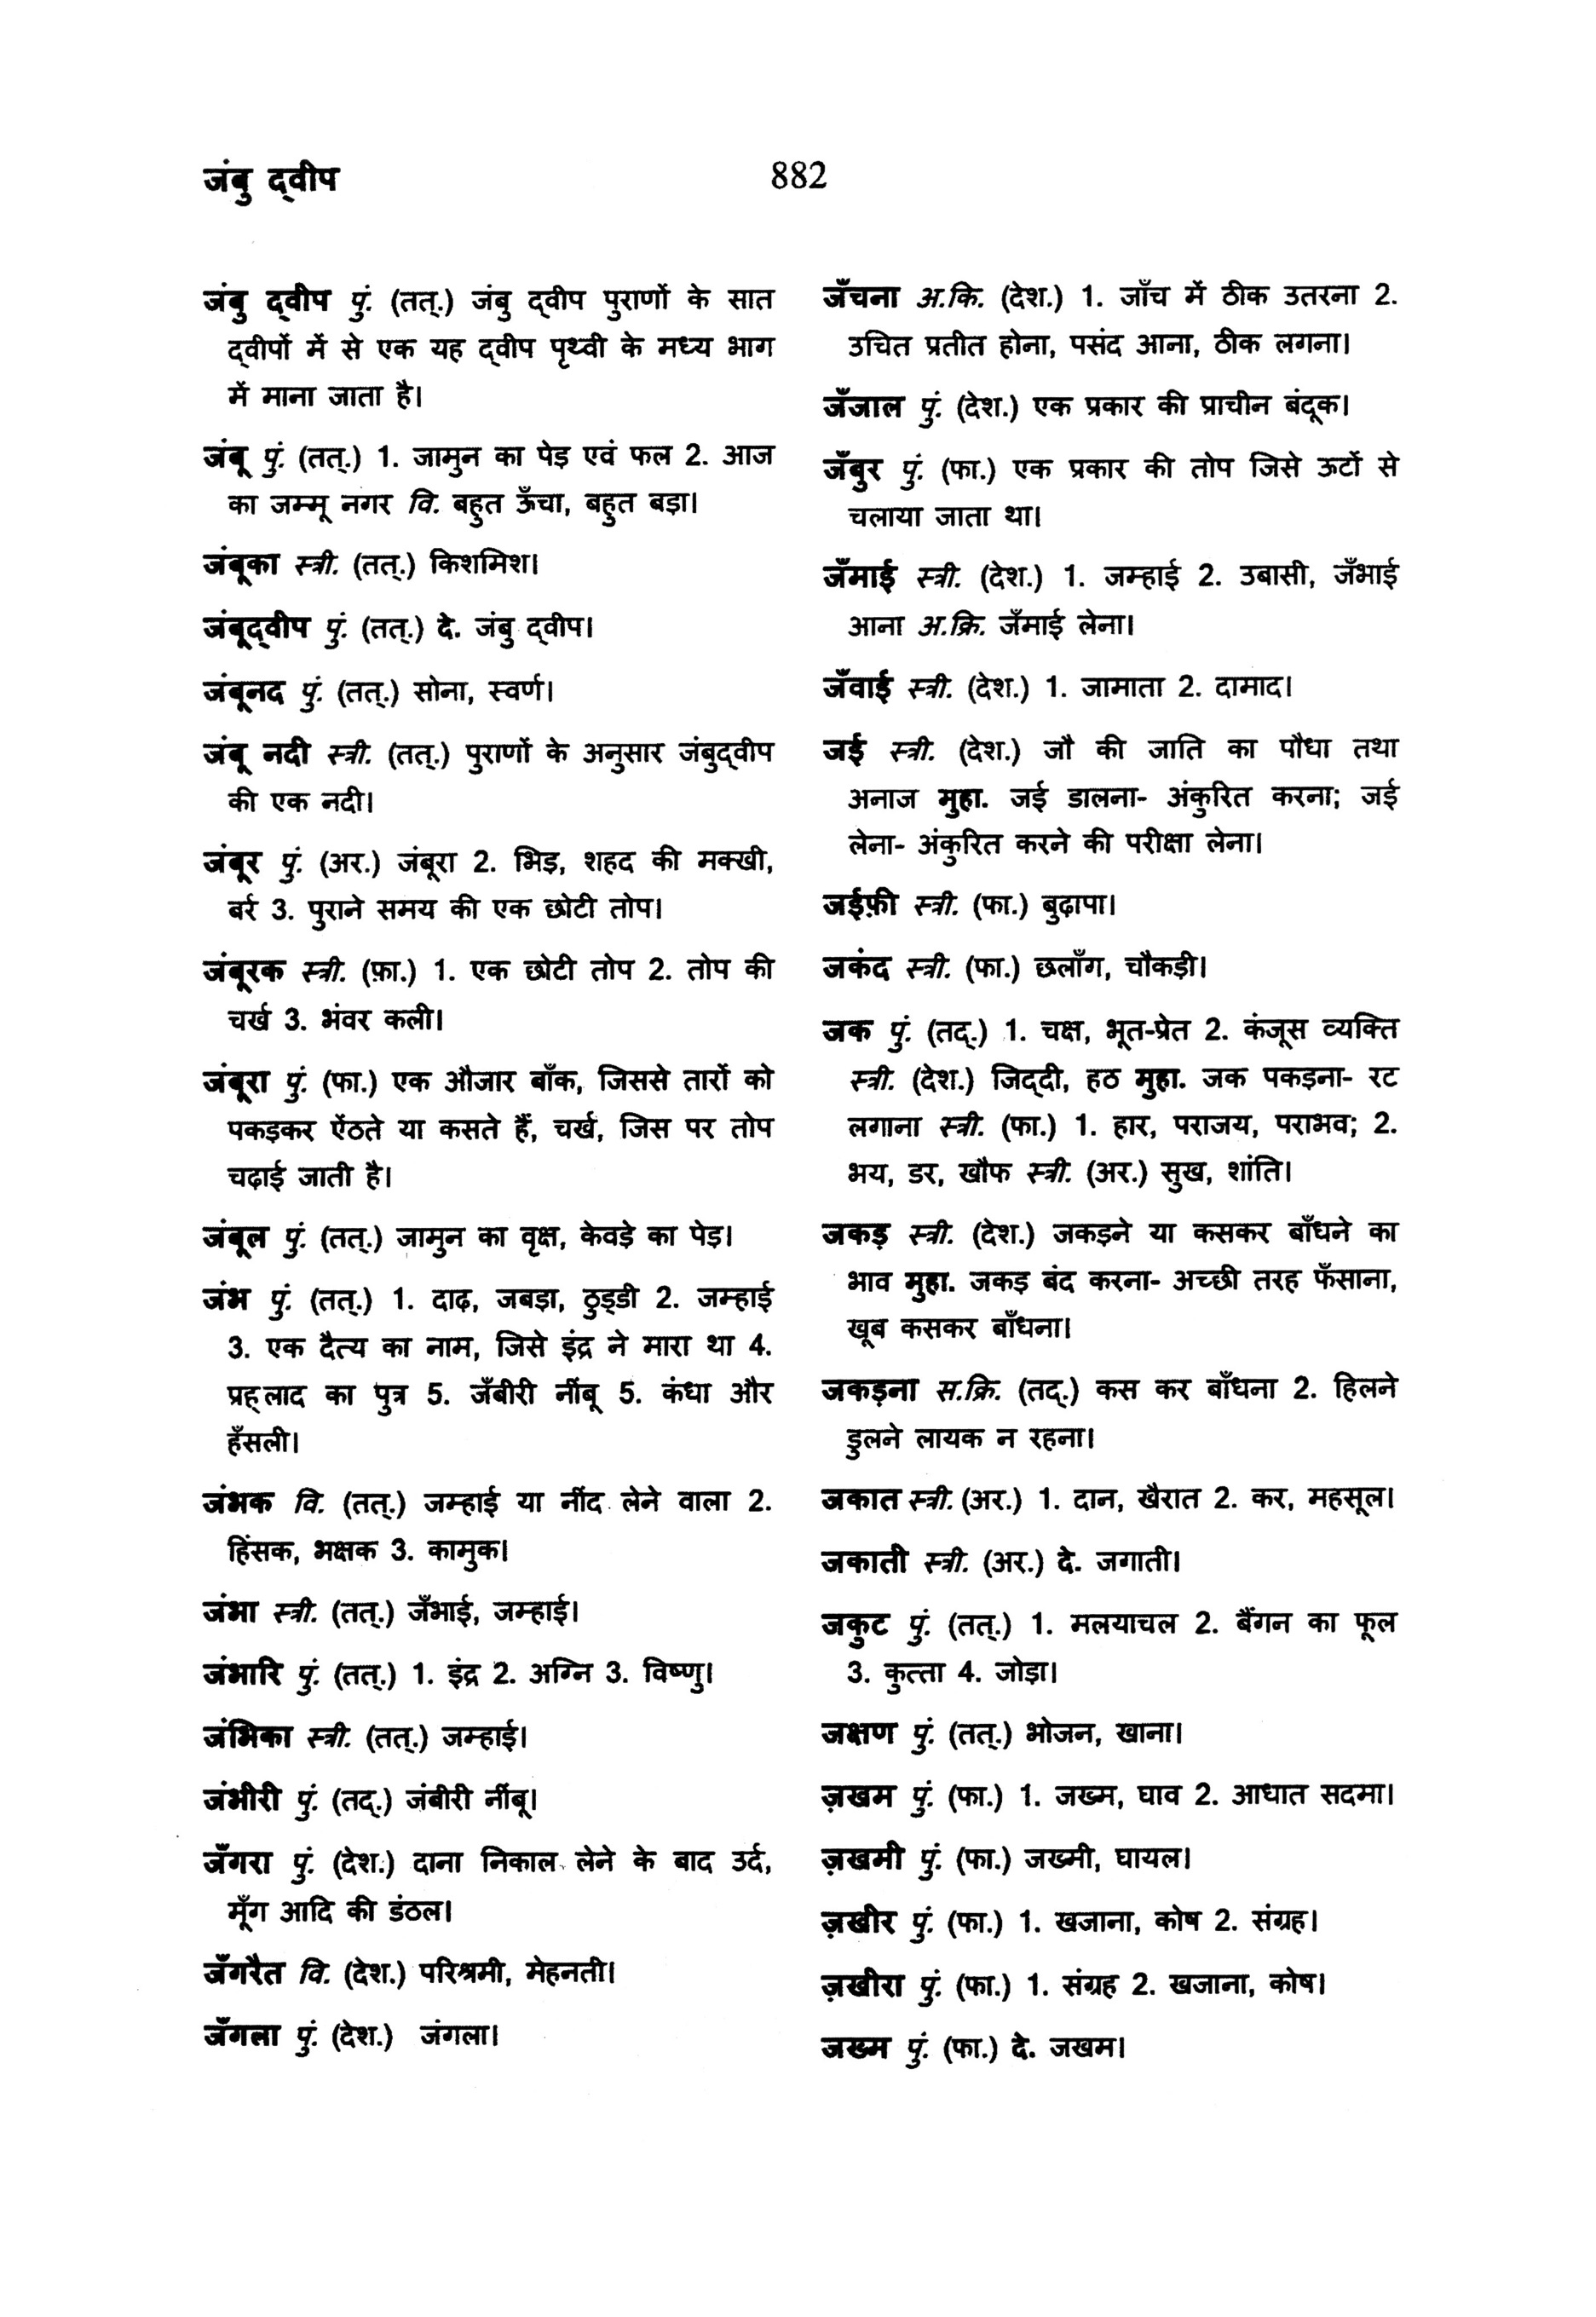 जंबु द्वीप
882
जंबु द्वीप पुं. (तत्.) जंबु द्वीप पुराणों के सात
द्वीपों में से एक यह द्वीप पृथ्वी के मध्य भाग
में माना जाता है।
जंबू पुं. (तत्.) 1. जामुन का पेड़ एवं फल 2. आज
का जम्मू नगर वि. बहुत ऊँचा, बहुत बड़ा।
जंबूका स्त्री. (तत्.) किशमिश।
जंबूद्वीप पुं. (तत्.) दे. जंबु द्वीप।
जंबूनद पुं. (तत्.) सोना, स्वर्ण।
जंबू नदी स्त्री. (तत्.) पुराणों के अनुसार जंबुद्वीप
की एक नदी।
जंबूर पुं. (अर.) जंबूरा 2. भिड़, शहद की मक्खी,
बर्र 3. पुराने समय की एक छोटी तोप।
जंबूरक स्त्री. (फ़ा.) 1. एक छोटी तोप 2. तोप की
चर्ख 3. भंवर कली।
जंबूरा पुं. (फा.) एक औजार बाँक, जिससे तारों को
पकड़कर ऐंठते या कसते हैं, चर्ख, जिस पर तोप
चढ़ाई जाती है।
जंबूल पुं. (तत्.) जामुन का वृक्ष, केवड़े का पेड़।
जंभ पुं. (तत्.) 1. दाढ़, जबड़ा, ठुड्डी 2. जम्हाई
3. एक दैत्य का नाम, जिसे इंद्र ने मारा था 4.
प्रह्लाद का पुत्र 5. जँबीरी नींबू 5. कंधा और
हँसली।
जंभक वि. (तत्.) जम्हाई या नींद लेने वाला 2.
हिंसक, भक्षक 3. कामुक।
जंभा स्त्री. (तत्.) जँभाई, जम्हाई।
जंभारि पुं. (तत्.) 1. इंद्र 2. अग्नि 3. विष्णु।
जंभिका स्त्री. (तत्.) जम्हाई।
जंभीरी पुं. (तद्.) जंबीरी नींबू।
जँगरा पुं. (देश.) दाना निकाल लेने के बाद उर्द,
मूँग आदि की डंठल।
जँगरैत वि. (देश.) परिश्रमी, मेहनती।
जँगला पुं. (देश.) जंगला।
जँचना अ.कि. (देश.) 1. जाँच में ठीक उतरना 2.
उचित प्रतीत होना, पसंद आना, ठीक लगना।
जँजाल पुं. (देश.) एक प्रकार की प्राचीन बंदूक।
जँबुर पुं. (फा.) एक प्रकार की तोप जिसे ऊटों से
चलाया जाता था।
जँमाई स्त्री. (देश.) 1. जम्हाई 2. उबासी, जँभाई
आना अ.क्रि. जँमाई लेना।
जँवाई स्त्री. (देश.) 1. जामाता 2. दामाद।
जई स्त्री. (देश.) जौ की जाति का पौधा तथा
अनाज मुहा. जई डालना- अंकुरित करना; जई
लेना- अंकुरित करने की परीक्षा लेना।
जईफ़ी स्त्री. (फा.) बुढ़ापा।
जकंद स्त्री. (फा.) छलाँग, चौकड़ी।
जक पुं. (तद्.) 1. चक्ष, भूत-प्रेत 2. कंजूस व्यक्ति
स्त्री. (देश.) जिद्दी, हठ मुहा. जक पकड़ना- रट
लगाना स्त्री. (फा.) 1. हार, पराजय, पराभव; 2.
भय, डर, खौफ स्त्री. (अर.) सुख, शांति।
जकड़ स्त्री. (देश.) जकड़ने या कसकर बाँधने का
भाव मुहा. जकड़ बंद करना- अच्छी तरह फँसाना,
खूब कसकर बाँधना।
जकड़ना स.क्रि. (तद्.) कस कर बाँधना 2. हिलने
डुलने लायक न रहना।
जकात स्त्री. (अर.) 1. दान, खैरात 2. कर, महसूल।
जकाती स्त्री. (अर.) दे. जगाती।
जकुट पुं. (तत्.) 1. मलयाचल 2. बैंगन का फूल
3. कुत्ता 4. जोड़ा।
जक्षण पुं. (तत्.) भोजन, खाना।
ज़खम पुं. (फा.) 1. जख्म, घाव 2. आधात सदमा।
ज़खमी पुं. (फा.) जख्मी, घायल।
ज़खीर पुं. (फा.) 1. खजाना, कोष 2. संग्रह।
ज़खीरा पुं. (फा.) 1. संग्रह 2. खजाना, कोष।
जख्म पुं. (फा.) दे. जखम।